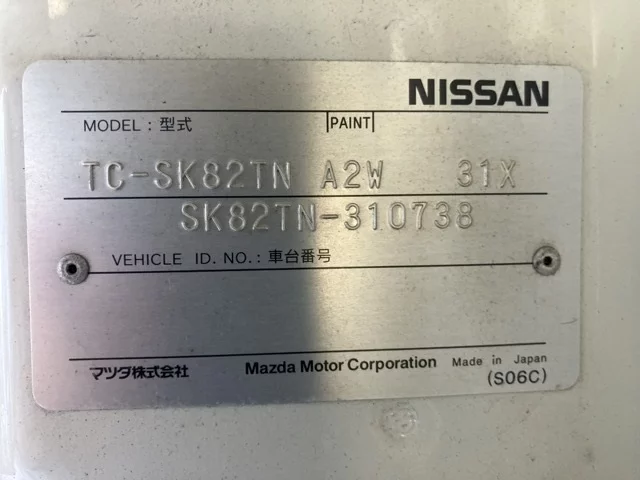 NISSAN
MODEL : 型式 |PAINT|
TC-SK82TN A2W 31X
SK82TN-310738
VEHICLE ID. NO. : 車台番号
マツダ株式会社 Mazda Motor Corporation Made in Japan
(S06C)